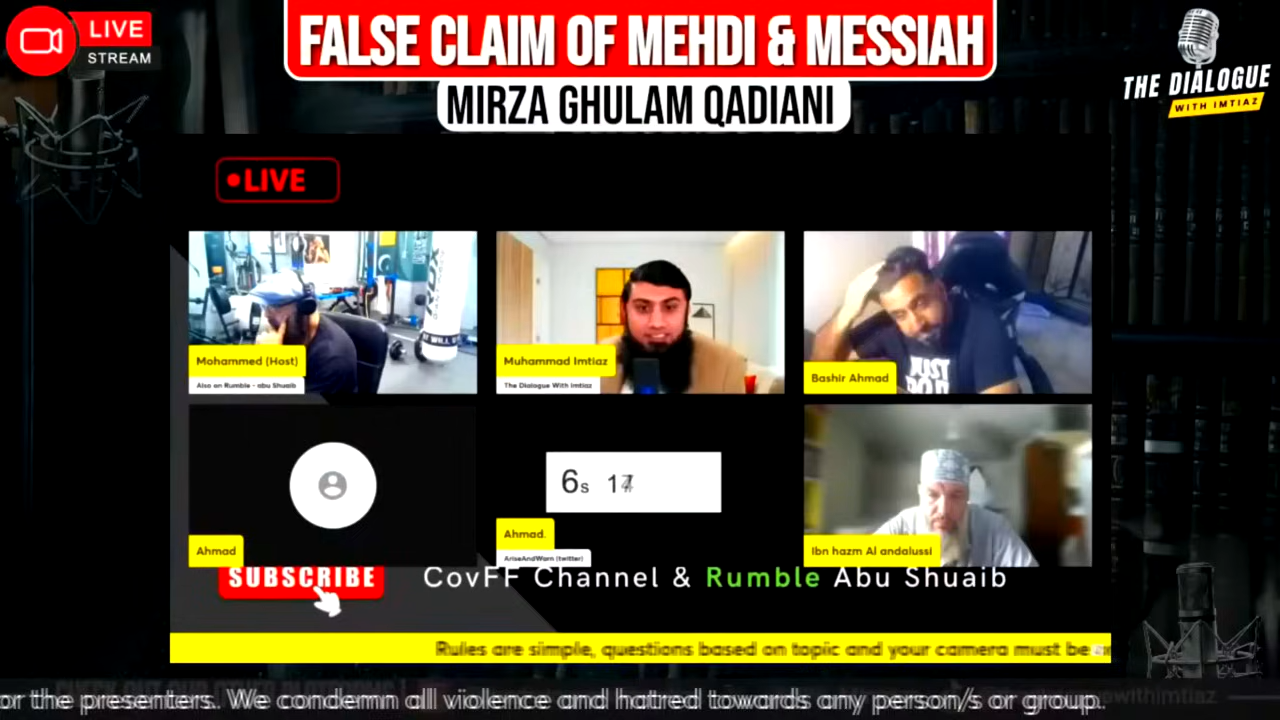 LIVE
STREAM
FALSE CLAIM OF MEHDI & MESSIAH
MIRZA GHULAM QADIANI
THE DIALOGUE
WITH IMTIAZ
LIVE
Mohammed (Host)
Also on Rumble - abu Shuaib
Muhammad Imtiaz
The Dialogue With Imtiaz
Bashir Ahmad
MUST
Ahmad
6s
Ahmad.
AriseAndWarn (twitter)
Ibn hazm Al andalussi
SUBSCRIBE
CovFF Channel & Rumble Abu Shuaib
Rules are simple, questions based on topic and your camera must be
or the presenters. We condemn all violence and hatred towards any person/s or group.